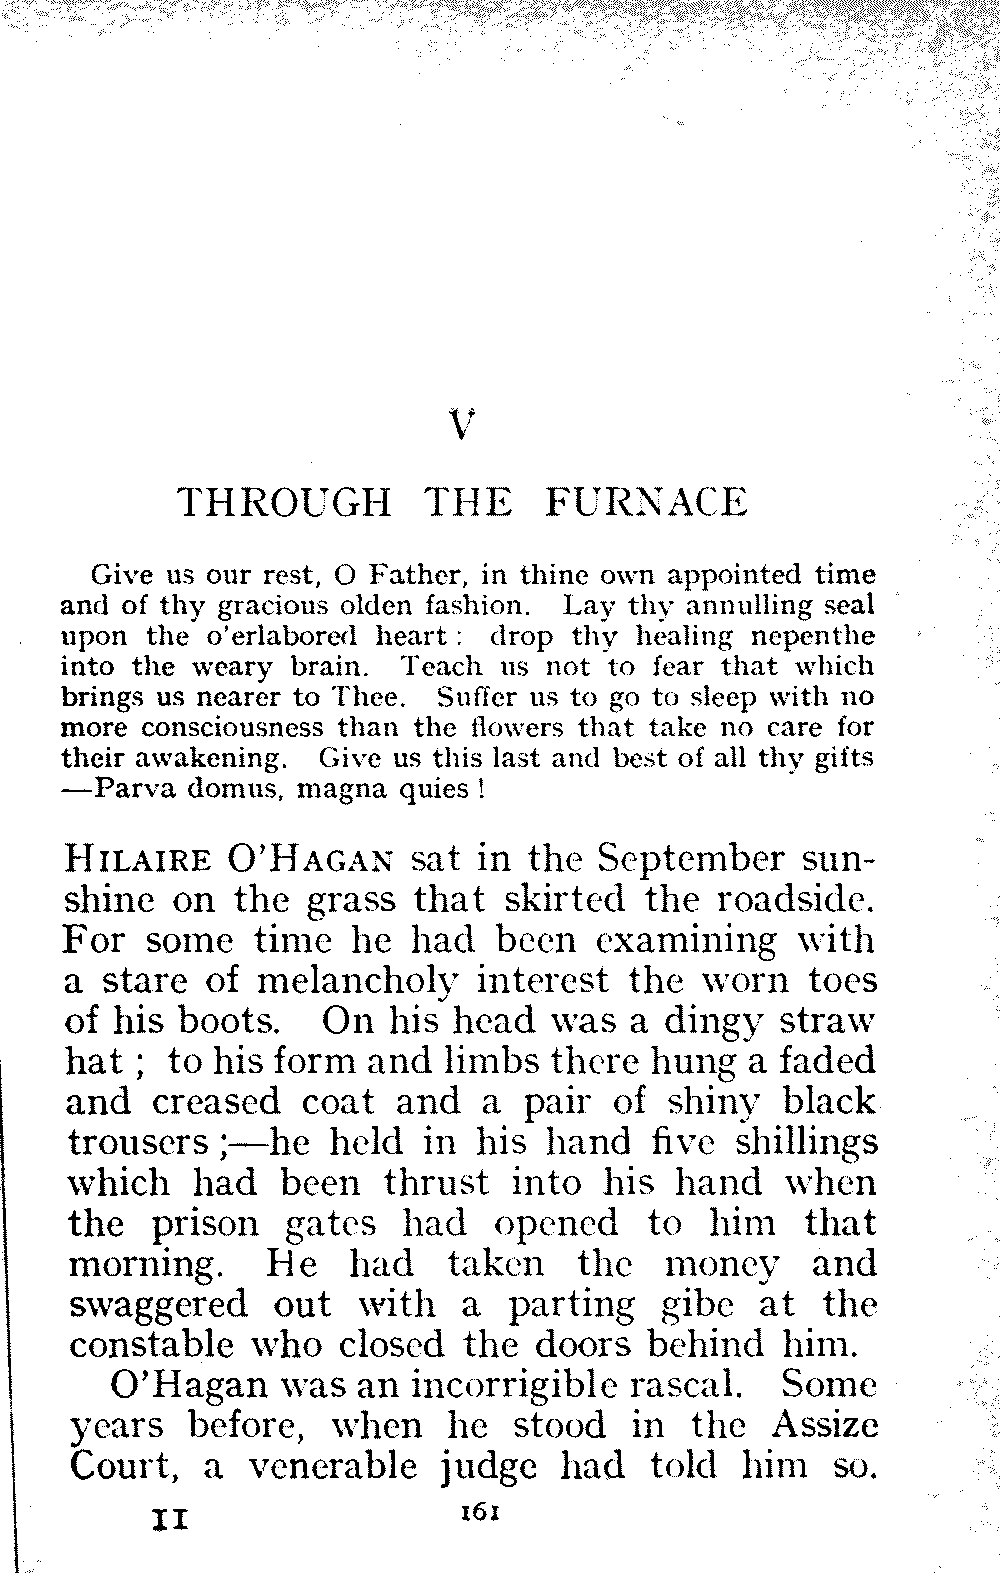 V
THROUGH THE FURNACE
Give us our rest, O Father, in thine own appointed time
and of thy gracious olden fashion. Lay thy annulling seal
upon the o'erlabored heart : drop thy healing nepenthe
into the weary brain. Teach us not to fear that which
brings us nearer to Thee. Suffer us to go to sleep with no
more consciousness than the flowers that take no care for
their awakening. Give us this last and best of all thy gifts
—Parva domus, magna quies !
HILAIRE O'HAGAN sat in the September sun-
shine on the grass that skirted the roadside.
For some time he had been examining with
a stare of melancholy interest the worn toes
of his boots. On his head was a dingy straw
hat ; to his form and limbs there hung a faded
and creased coat and a pair of shiny black
trousers ;—he held in his hand five shillings
which had been thrust into his hand when
the prison gates had opened to him that
morning. He had taken the money and
swaggered out with a parting gibe at the
constable who closed the doors behind him.
O'Hagan was an incorrigible rascal. Some
years before, when he stood in the Assize
Court, a venerable judge had told him so.
11 161